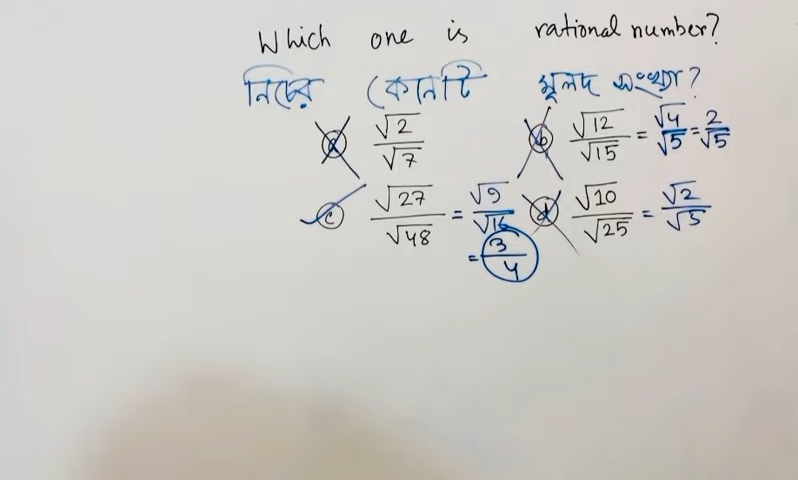 Which one is rational number?
নিচের কোনটি মূলদ সংখ্যা?
ⓐ √2/√7 ⓑ √12/√15 = √4/√5 = 2/√5
ⓒ √27/√48 = √9/√16 ⓓ √10/√25 = √2/√5
= 3/4